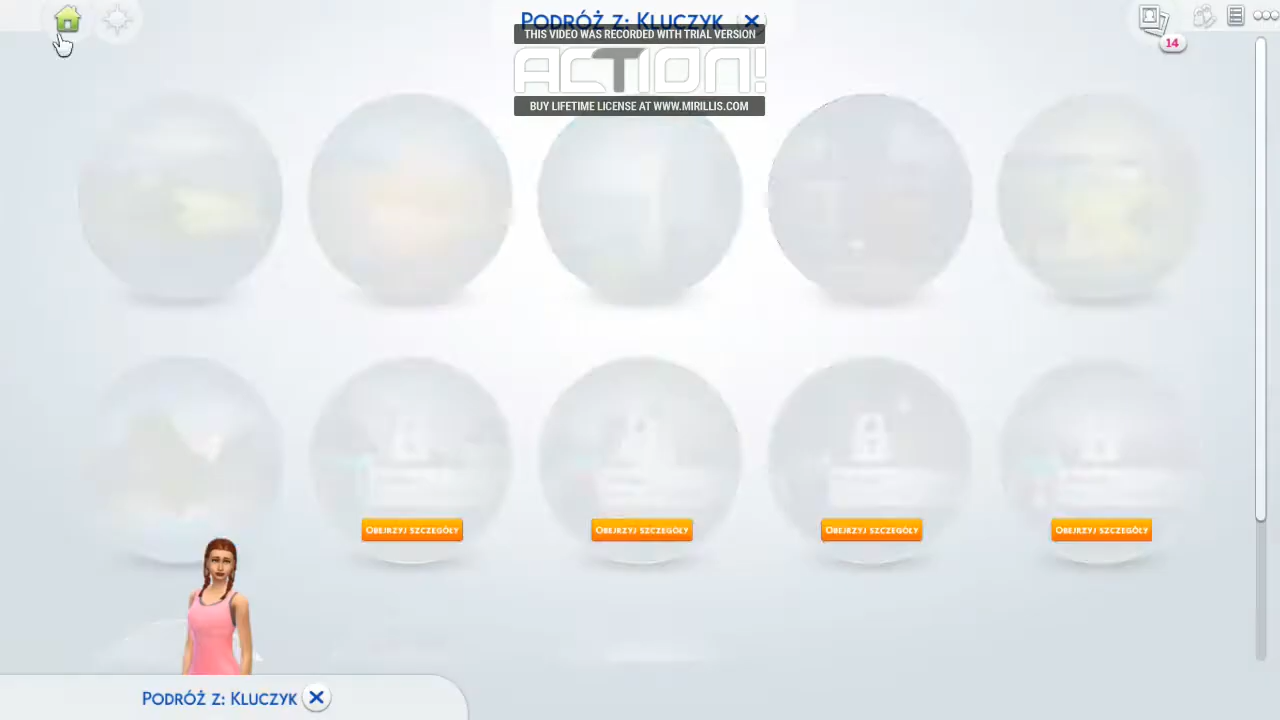 PODRÓŻ Z: KLUCZYK
THIS VIDEO WAS RECORDED WITH TRIAL VERSION
ACTION!
BUY LIFETIME LICENSE AT WWW.MIRILLIS.COM
14
OBEJRZYJ SZCZEGÓŁY
OBEJRZYJ SZCZEGÓŁY
OBEJRZYJ SZCZEGÓŁY
OBEJRZYJ SZCZEGÓŁY
PODRÓŻ Z: KLUCZYK